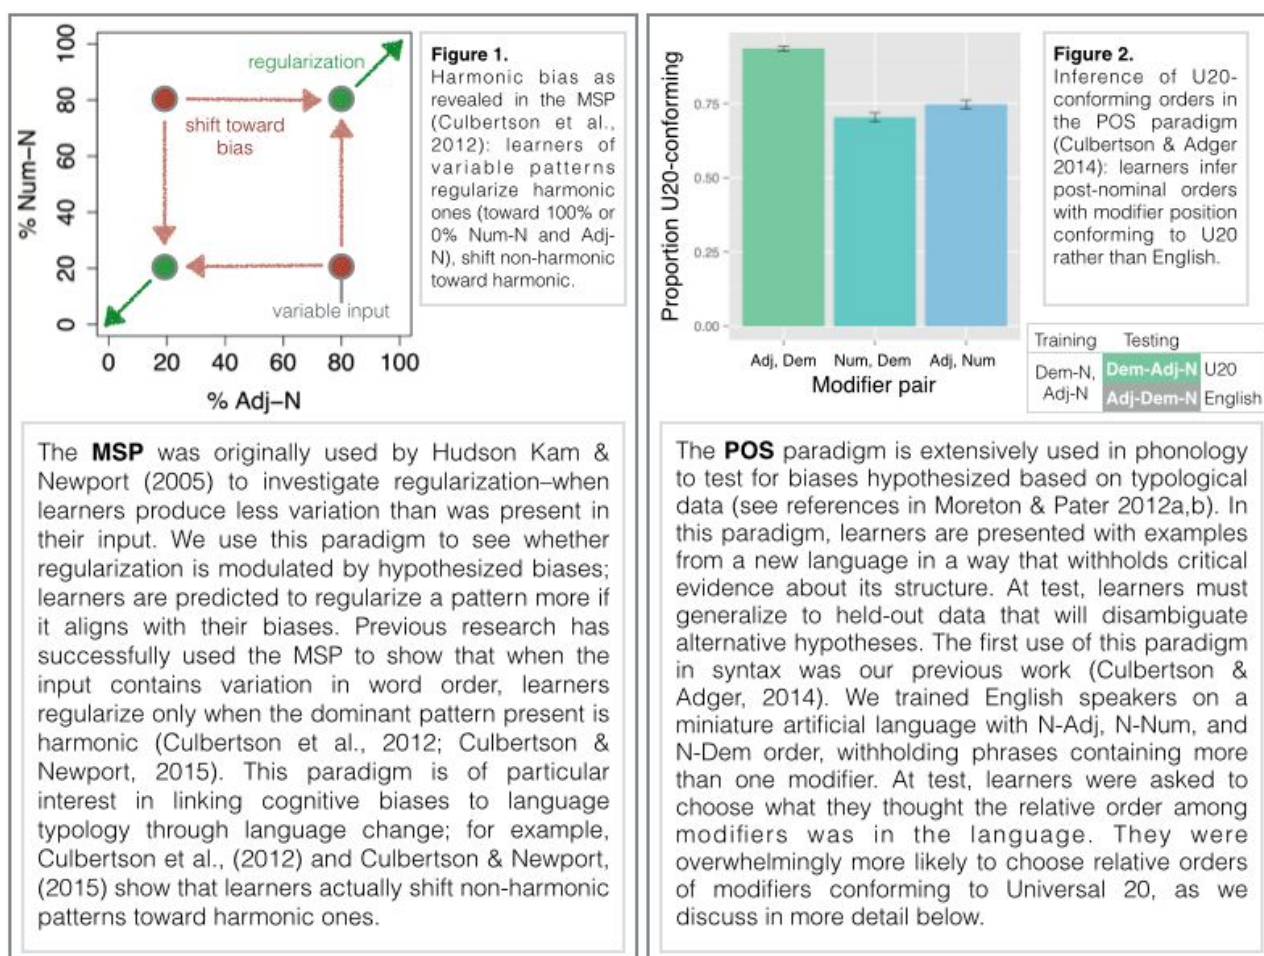 % Num–N
100
80
60
40
20
0
regularization
shift toward
bias
variable input
0 20 40 60 80 100
% Adj–N
Figure 1.
Harmonic bias as
revealed in the MSP
(Culbertson et al.,
2012): learners of
variable patterns
regularize harmonic
ones (toward 100% or
0% Num-N and Adj-
N), shift non-harmonic
toward harmonic.
The MSP was originally used by Hudson Kam &
Newport (2005) to investigate regularization–when
learners produce less variation than was present in
their input. We use this paradigm to see whether
regularization is modulated by hypothesized biases;
learners are predicted to regularize a pattern more if
it aligns with their biases. Previous research has
successfully used the MSP to show that when the
input contains variation in word order, learners
regularize only when the dominant pattern present is
harmonic (Culbertson et al., 2012; Culbertson &
Newport, 2015). This paradigm is of particular
interest in linking cognitive biases to language
typology through language change; for example,
Culbertson et al., (2012) and Culbertson & Newport,
(2015) show that learners actually shift non-harmonic
patterns toward harmonic ones.
Proportion U20-conforming
0.75
0.50
0.25
0.00
Adj, Dem Num, Dem Adj, Num
Modifier pair
Figure 2.
Inference of U20-
conforming orders in
the POS paradigm
(Culbertson & Adger
2014): learners infer
post-nominal orders
with modifier position
conforming to U20
rather than English.
Training Testing
Dem-N,
Adj-N
Dem-Adj-N U20
Adj-Dem-N English
The POS paradigm is extensively used in phonology
to test for biases hypothesized based on typological
data (see references in Moreton & Pater 2012a,b). In
this paradigm, learners are presented with examples
from a new language in a way that withholds critical
evidence about its structure. At test, learners must
generalize to held-out data that will disambiguate
alternative hypotheses. The first use of this paradigm
in syntax was our previous work (Culbertson &
Adger, 2014). We trained English speakers on a
miniature artificial language with N-Adj, N-Num, and
N-Dem order, withholding phrases containing more
than one modifier. At test, learners were asked to
choose what they thought the relative order among
modifiers was in the language. They were
overwhelmingly more likely to choose relative orders
of modifiers conforming to Universal 20, as we
discuss in more detail below.